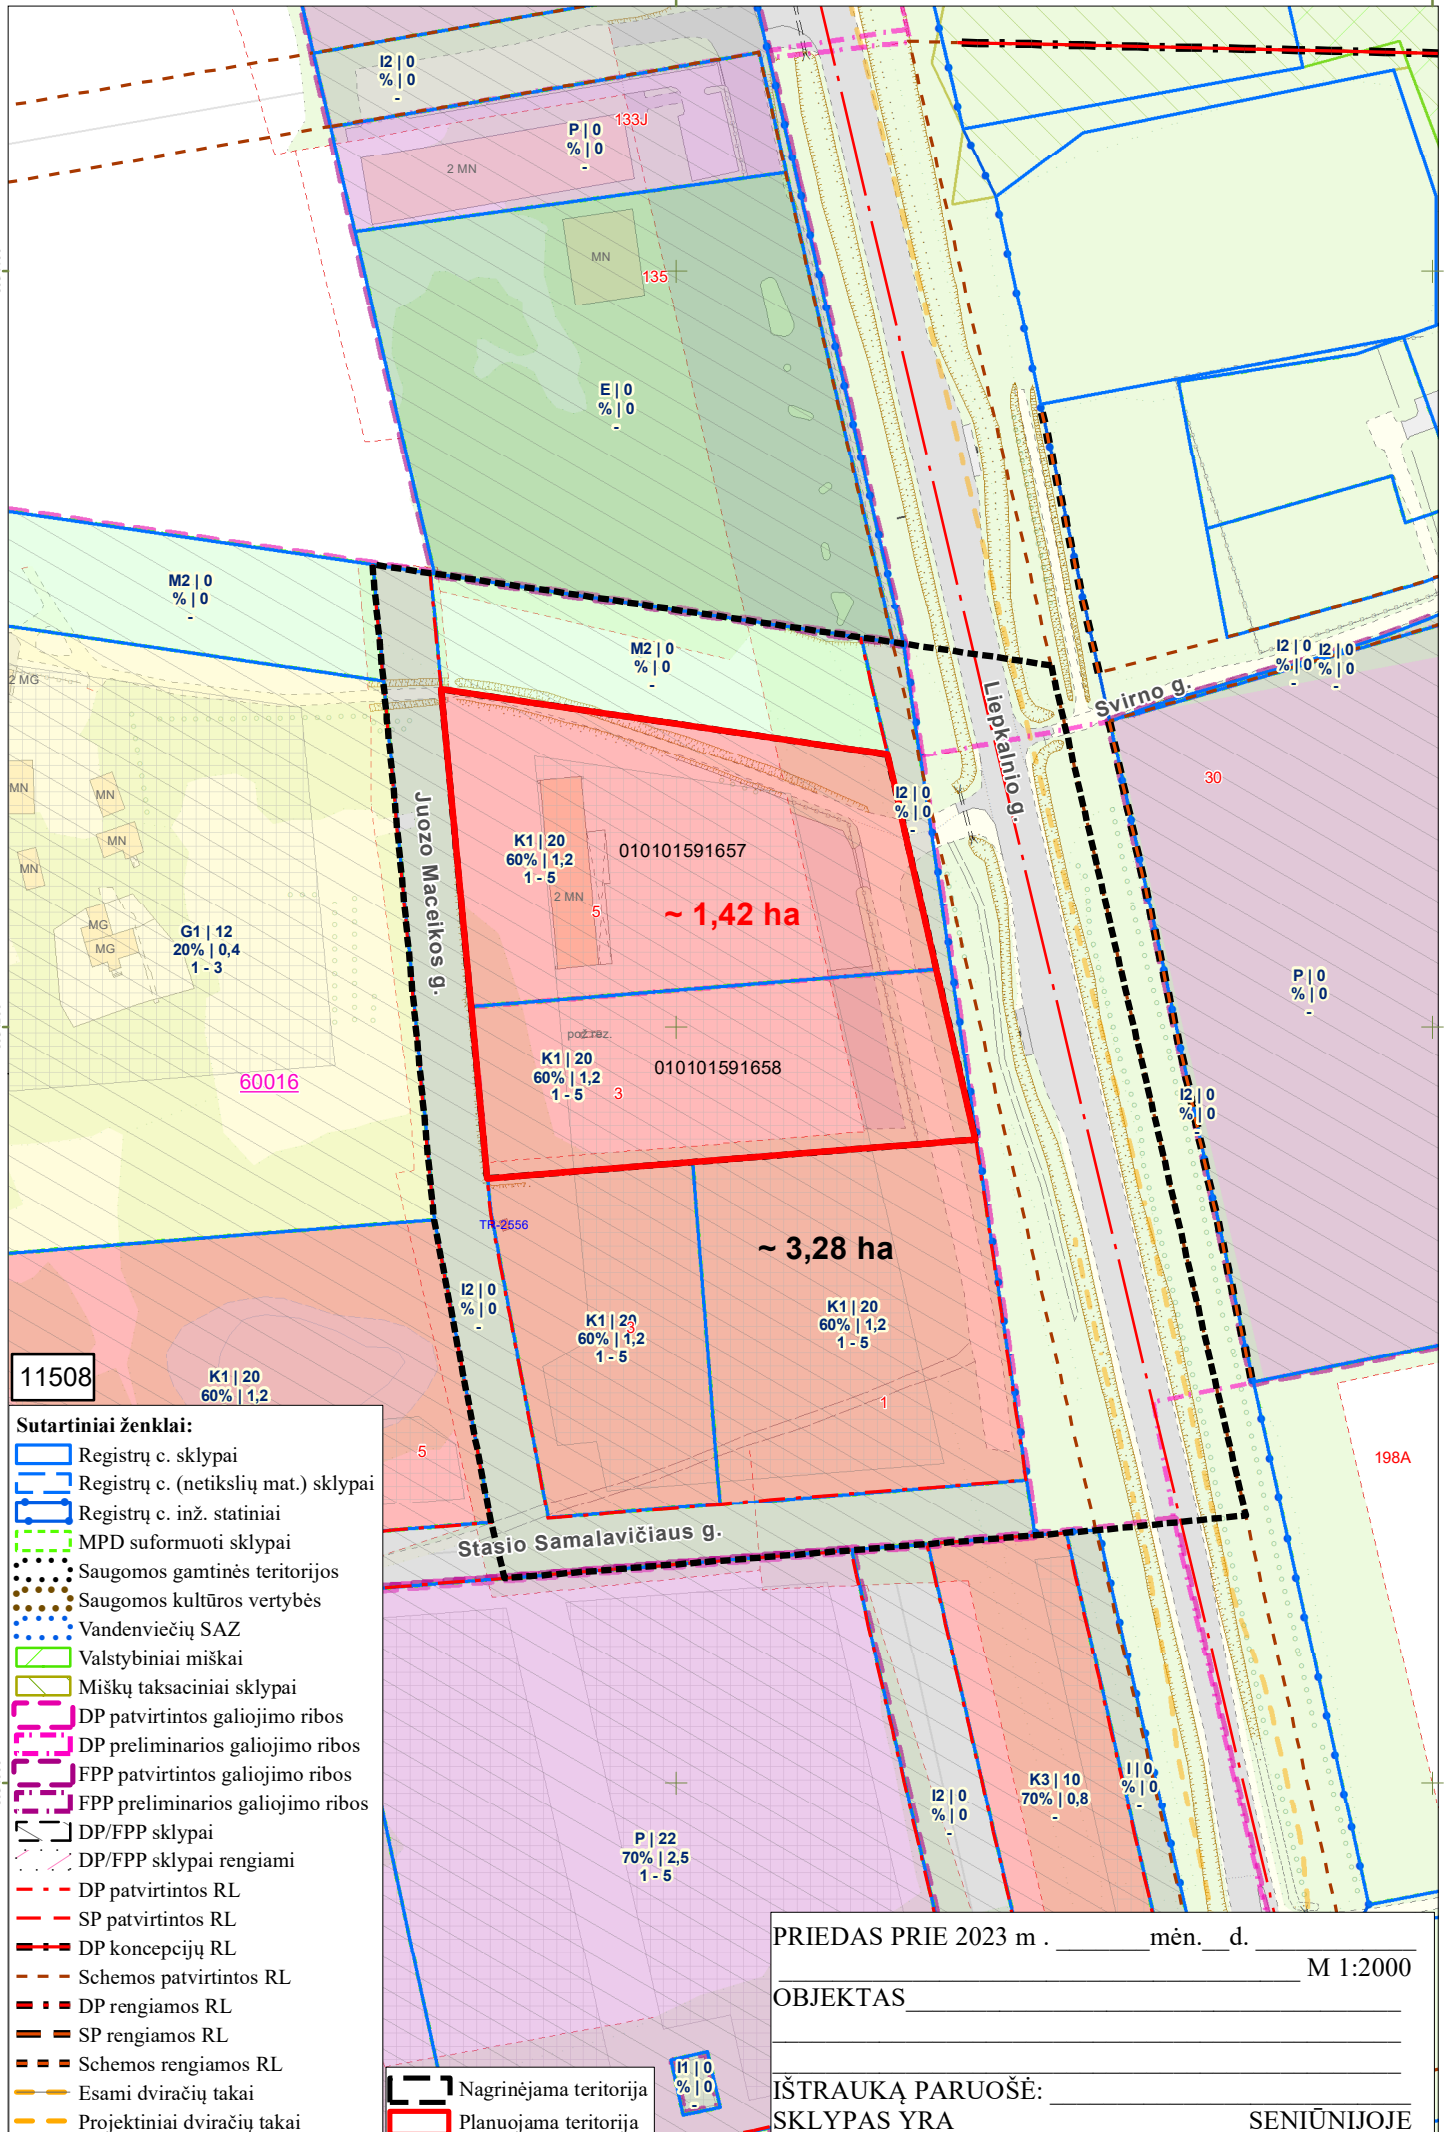 I2 | 0
% | 0
-
P | 0
% | 0
-
133J
2 MN
MN
135
E | 0
% | 0
-
M2 | 0
% | 0
-
M2 | 0
% | 0
-
I2 | 0
% | 0
-
I2 | 0
% | 0
-
2 MG
Svirno g.
Liepkalnio g.
30
MN
MN
MN
MN
MG
MG
Juozo Maceikos g.
I2 | 0
% | 0
-
K1 | 20
60% | 1,2
1 - 5
010101591657
2 MN
5
~ 1,42 ha
G1 | 12
20% | 0,4
1 - 3
P | 0
% | 0
-
pož.rez.
K1 | 20
60% | 1,2
1 - 5
010101591658
3
60016
I2 | 0
% | 0
-
TR-2556
~ 3,28 ha
I2 | 0
% | 0
-
K1 | 20
60% | 1,2
1 - 5
3
K1 | 20
60% | 1,2
1 - 5
1
11508
K1 | 20
60% | 1,2
5
198A
Stasio Samalavičiaus g.
Sutartiniai ženklai:
Registrų c. sklypai
Registrų c. (netikslių mat.) sklypai
Registrų c. inž. statiniai
MPD suformuoti sklypai
Saugomos gamtinės teritorijos
Saugomos kultūros vertybės
Vandenviečių SAZ
Valstybiniai miškai
Miškų taksaciniai sklypai
DP patvirtintos galiojimo ribos
DP preliminarios galiojimo ribos
FPP patvirtintos galiojimo ribos
FPP preliminarios galiojimo ribos
DP/FPP sklypai
DP/FPP sklypai rengiami
DP patvirtintos RL
SP patvirtintos RL
DP koncepcijų RL
Schemos patvirtintos RL
DP rengiamos RL
SP rengiamos RL
Schemos rengiamos RL
Esami dviračių takai
Projektiniai dviračių takai
I2 | 0
% | 0
-
K3 | 10
70% | 0,8
-
I | 0
% | 0
-
P | 22
70% | 2,5
1 - 5
I1 | 0
% | 0
-
Nagrinėjama teritorija
Planuojama teritorija
PRIEDAS PRIE 2023 m . _______mėn.__d. ____________
_______________________________________ M 1:2000
OBJEKTAS_____________________________________
IŠTRAUKĄ PARUOŠĖ: ___________________________
SKLYPAS YRA SENIŪNIJOJE